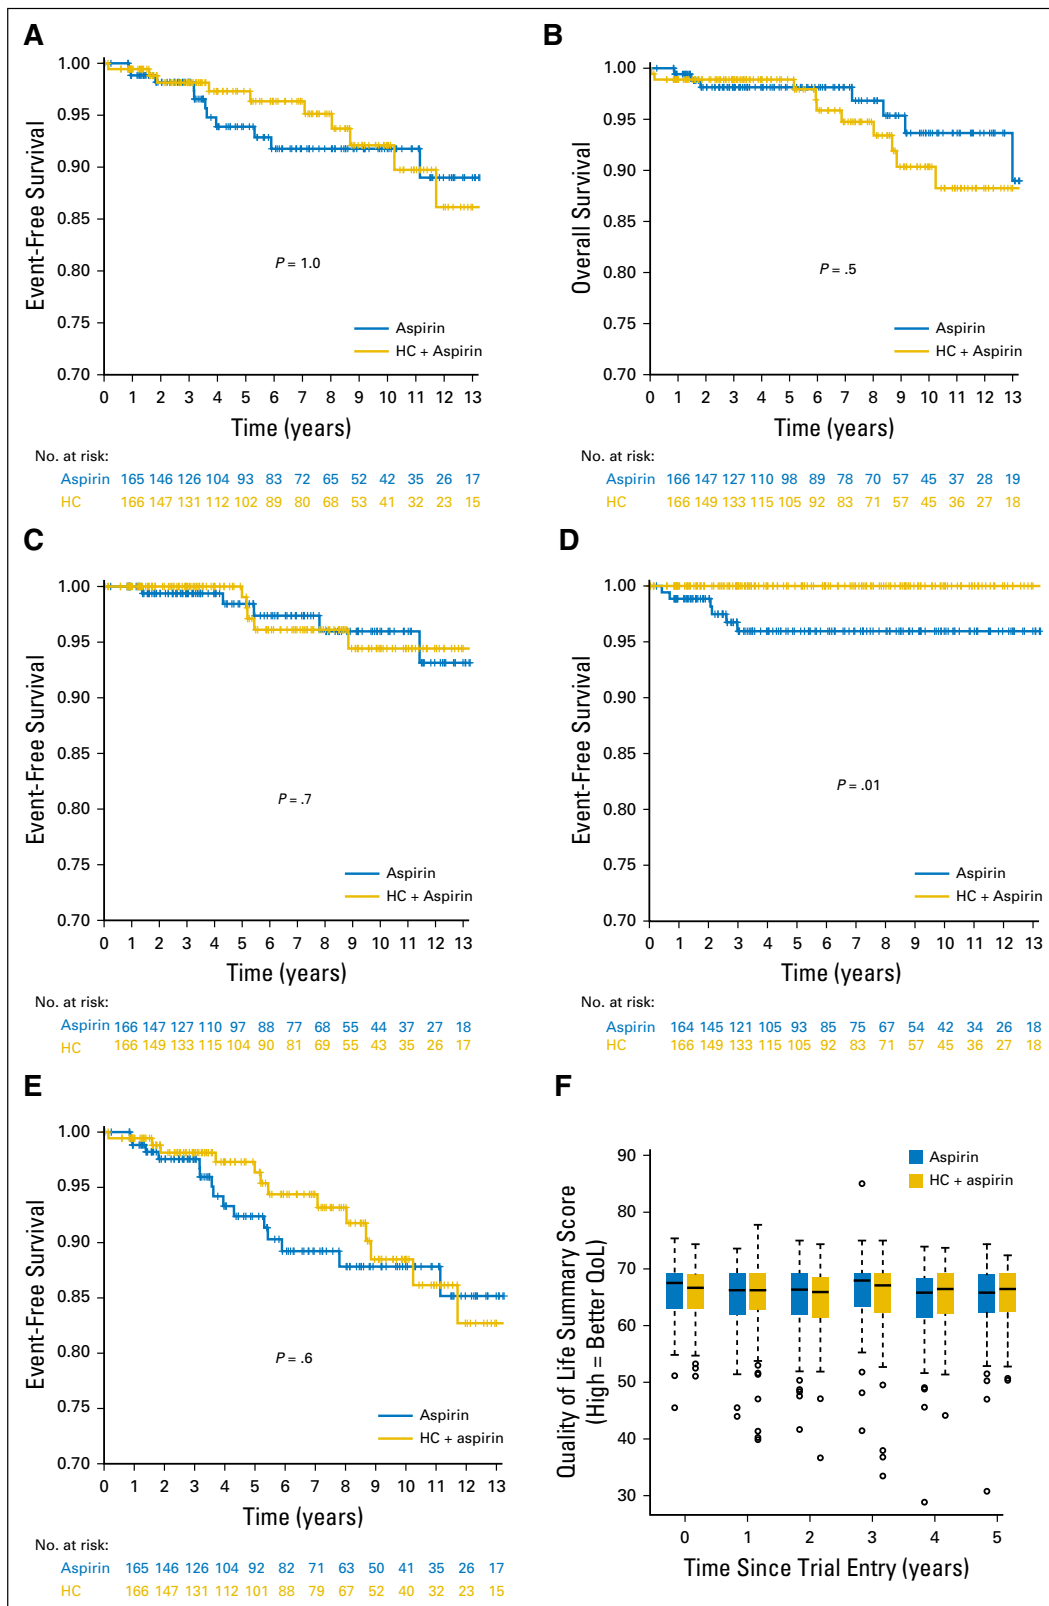 A
Event-Free Survival
1.00
0.95
0.90
0.85
0.80
0.75
0.70
P = 1.0
Aspirin
HC + Aspirin
0 1 2 3 4 5 6 7 8 9 10 11 12 13
Time (years)
No. at risk:
Aspirin 165 146 126 104 93 83 72 65 52 42 35 26 17
HC 166 147 131 112 102 89 80 68 53 41 32 23 15
B
Overall Survival
1.00
0.95
0.90
0.85
0.80
0.75
0.70
P = .5
Aspirin
HC + Aspirin
0 1 2 3 4 5 6 7 8 9 10 11 12 13
Time (years)
No. at risk:
Aspirin 166 147 127 110 98 89 78 70 57 45 37 28 19
HC 166 149 133 115 105 92 83 71 57 45 36 27 18
C
Event-Free Survival
1.00
0.95
0.90
0.85
0.80
0.75
0.70
P = .7
Aspirin
HC + Aspirin
0 1 2 3 4 5 6 7 8 9 10 11 12 13
Time (years)
No. at risk:
Aspirin 166 147 127 110 97 88 77 68 55 44 37 27 18
HC 166 149 133 115 104 90 81 69 55 43 35 26 17
D
Event-Free Survival
1.00
0.95
0.90
0.85
0.80
0.75
0.70
P = .01
Aspirin
HC + Aspirin
0 1 2 3 4 5 6 7 8 9 10 11 12 13
Time (years)
No. at risk:
Aspirin 164 145 121 105 93 85 75 67 54 42 34 26 18
HC 166 149 133 115 105 92 83 71 57 45 36 27 18
E
Event-Free Survival
1.00
0.95
0.90
0.85
0.80
0.75
0.70
P = .6
Aspirin
HC + aspirin
0 1 2 3 4 5 6 7 8 9 10 11 12 13
Time (years)
No. at risk:
Aspirin 165 146 126 104 92 82 71 63 50 41 35 26 17
HC 166 147 131 112 101 88 79 67 52 40 32 23 15
F
Quality of Life Summary Score
(High = Better QoL)
90
80
70
60
50
40
30
Aspirin
HC + aspirin
0 1 2 3 4 5
Time Since Trial Entry (years)